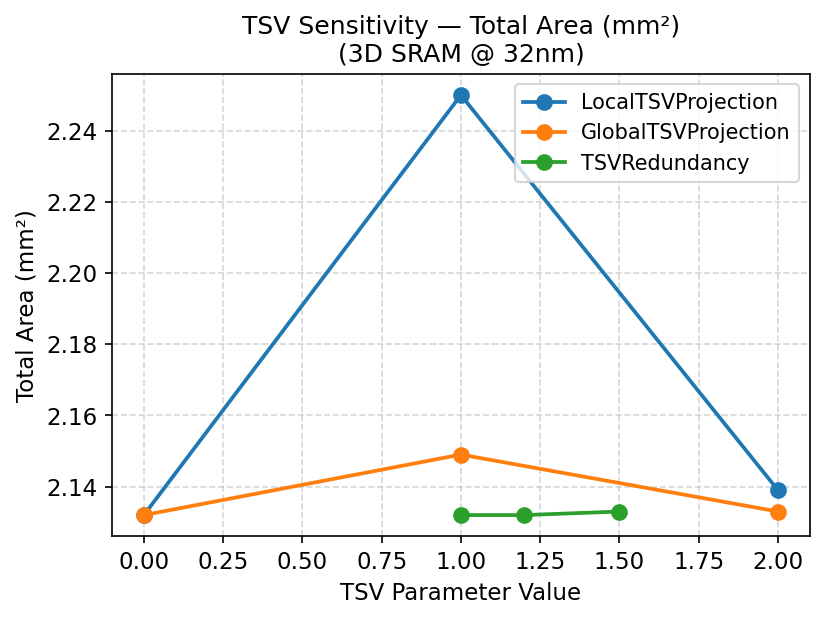 TSV Sensitivity — Total Area (mm²)
(3D SRAM @ 32nm)
LocalTSVProjection
GlobalTSVProjection
TSVRedundancy
Total Area (mm²)
2.24
2.22
2.20
2.18
2.16
2.14
0.00 0.25 0.50 0.75 1.00 1.25 1.50 1.75 2.00
TSV Parameter Value